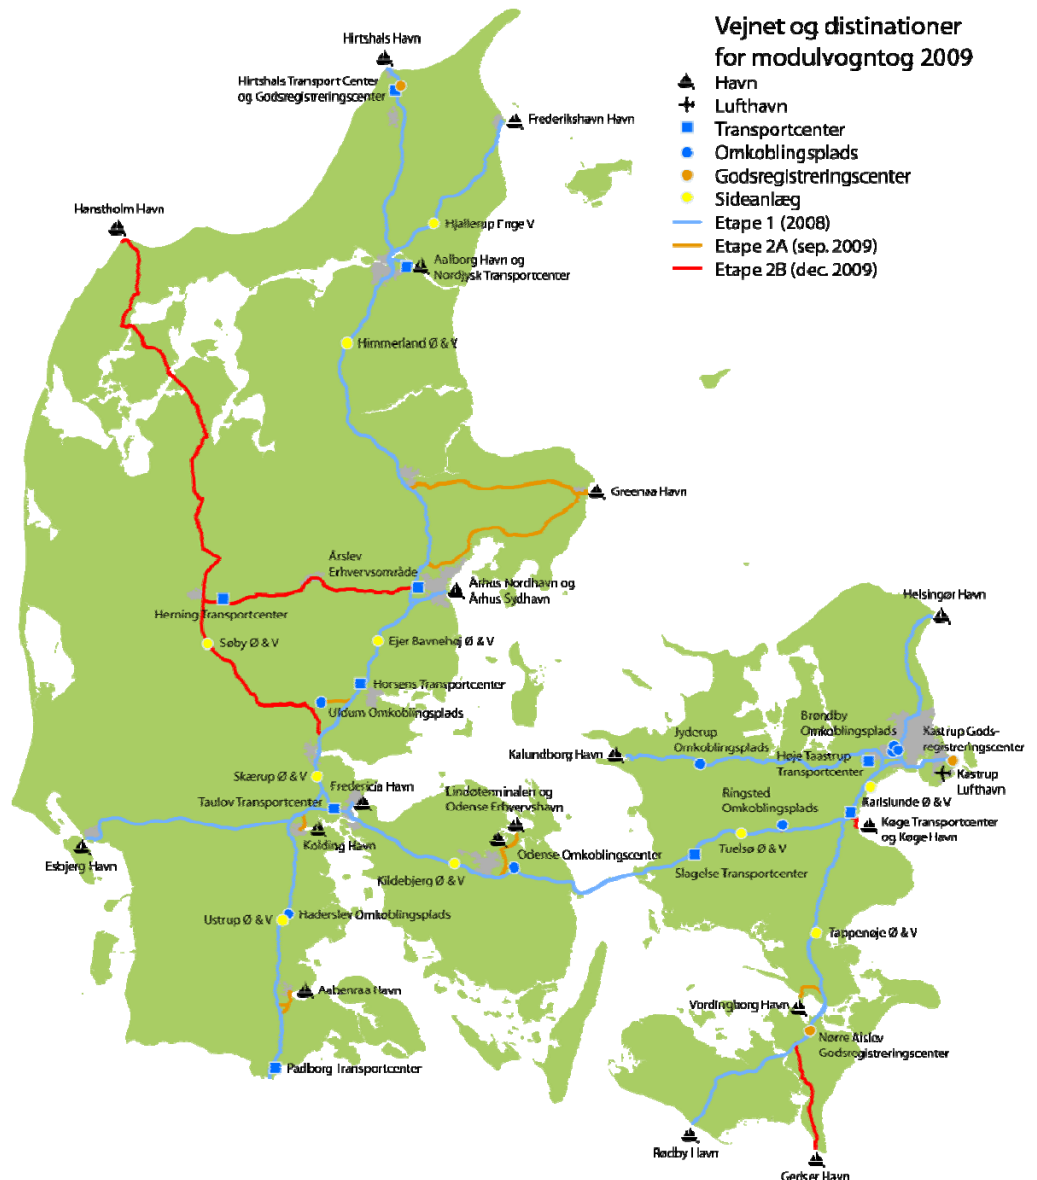 Vejnet og distinationer
for modulvogntog 2009
Havn
Lufthavn
Transportcenter
Omkoblingsplads
Godsregistreringscenter
Sideanlæg
Etape 1 (2008)
Etape 2A (sep. 2009)
Etape 2B (dec. 2009)
Hirtshals Havn
Hirtshals Transport Center
og Godsregistreringscenter
Frederikshavn Havn
Hanstholm Havn
Hjallerup Enge V
Aalborg Havn og
Nordjysk Transportcenter
Himmerland Ø & V
Greenaa Havn
Årslev
Erhvervsområde
Århus Nordhavn og
Århus Sydhavn
Herning Transportcenter
Søby Ø & V
Ejer Bavnehøj Ø & V
Horsens Transportcenter
Uldum Omkoblingsplads
Skærup Ø & V
Fredericia Havn
Taulov Transportcenter
Kolding Havn
Esbjerg Havn
Lindøterminalen og
Odense Erhvervshavn
Odense Omkoblingscenter
Kildebjerg Ø & V
Ustrup Ø & V
Haderslev Omkoblingsplads
Aabenraa Havn
Padborg Transportcenter
Helsingør Havn
Brøndby
Omkoblingsplads
Kastrup Gods-
registreringscenter
Jyderup
Omkoblingsplads
Kalundborg Havn
Høje Taastrup
Transportcenter
Kastrup
Lufthavn
Ringsted
Omkoblingsplads
Karlslunde Ø & V
Køge Transportcenter
og Køge Havn
Tuelsø Ø & V
Slagelse Transportcenter
Tappenøje Ø & V
Vordingborg Havn
Nørre Alslev
Godsregistreringscenter
Rødby Havn
Gedser Havn